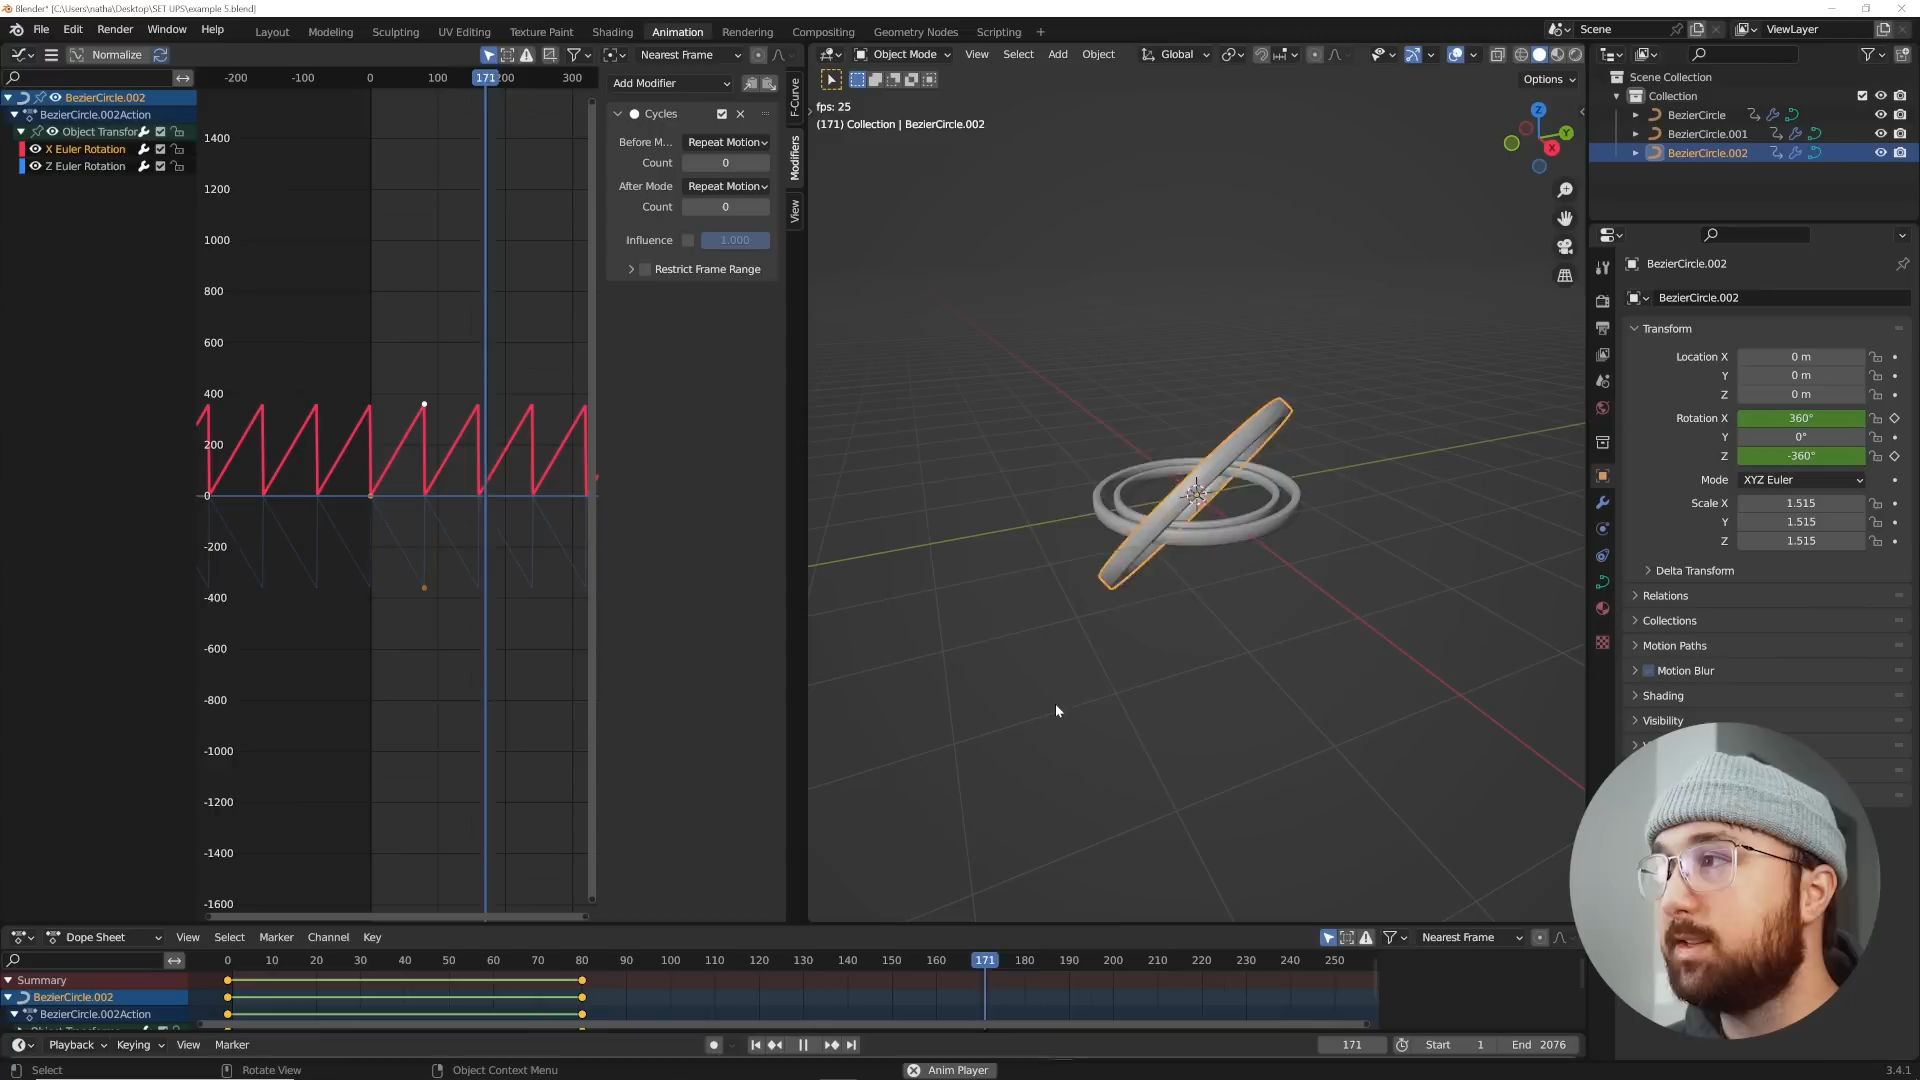 Blender* [C:\Users\natha\Desktop\SET UPS\example 5.blend]
File Edit Render Window Help Layout Modeling Sculpting UV Editing Texture Paint Shading Animation Rendering Compositing Geometry Nodes Scripting +
Scene ViewLayer
Normalize Nearest Frame
Object Mode View Select Add Object Global
Options
-200 -100 0 100 171 200 300
BezierCircle.002
BezierCircle.002Action
Object Transfor
X Euler Rotation
Z Euler Rotation
1400
1200
1000
800
600
400
200
0
-200
-400
-600
-800
-1000
-1200
-1400
-1600
Add Modifier
Cycles
Before M... Repeat Motion
Count 0
After Mode Repeat Motion
Count 0
Influence 1.000
Restrict Frame Range
F-Curve
Modifiers
View
fps: 25
(171) Collection | BezierCircle.002
Z
Y
X
Scene Collection
Collection
BezierCircle
BezierCircle.001
BezierCircle.002
BezierCircle.002
BezierCircle.002
Transform
Location X 0 m
Y 0 m
Z 0 m
Rotation X 360°
Y 0°
Z -360°
Mode XYZ Euler
Scale X 1.515
Y 1.515
Z 1.515
Delta Transform
Relations
Collections
Motion Paths
Motion Blur
Shading
Visibility
Dope Sheet View Select Marker Channel Key Nearest Frame
0 10 20 30 40 50 60 70 80 90 100 110 120 130 140 150 160 171 180 190 200 210 220 230 240 250
Summary
BezierCircle.002
BezierCircle.002Action
Playback Keying View Marker 171 Start 1 End 2076
Select Rotate View Object Context Menu Anim Player 3.4.1